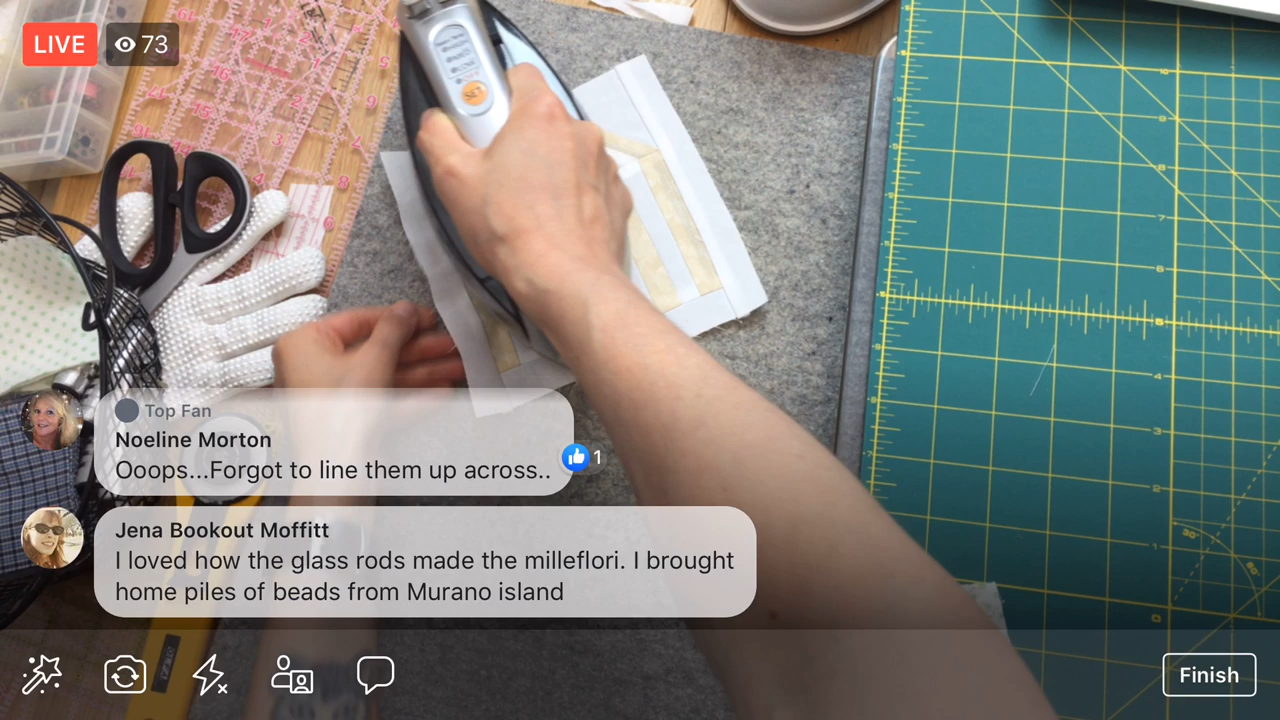 LIVE
73
Top Fan
Noeline Morton
Ooops...Forgot to line them up across..
1
Jena Bookout Moffitt
I loved how the glass rods made the milleflori. I brought
home piles of beads from Murano island
Finish